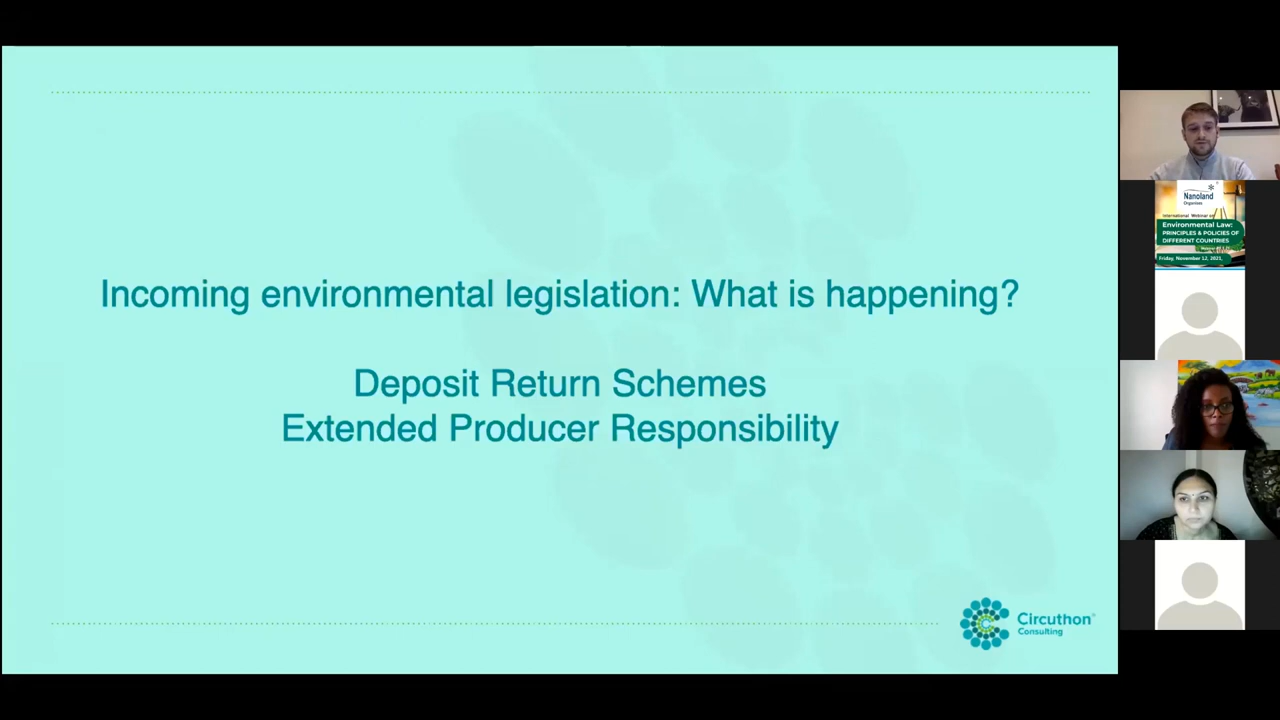 Incoming environmental legislation: What is happening?
Deposit Return Schemes
Extended Producer Responsibility
Circuthon®
Consulting
Nanoland
Organises
International Webinar on
Environmental Law:
PRINCIPLES & POLICIES OF
DIFFERENT COUNTRIES
Friday, November 12, 2021,